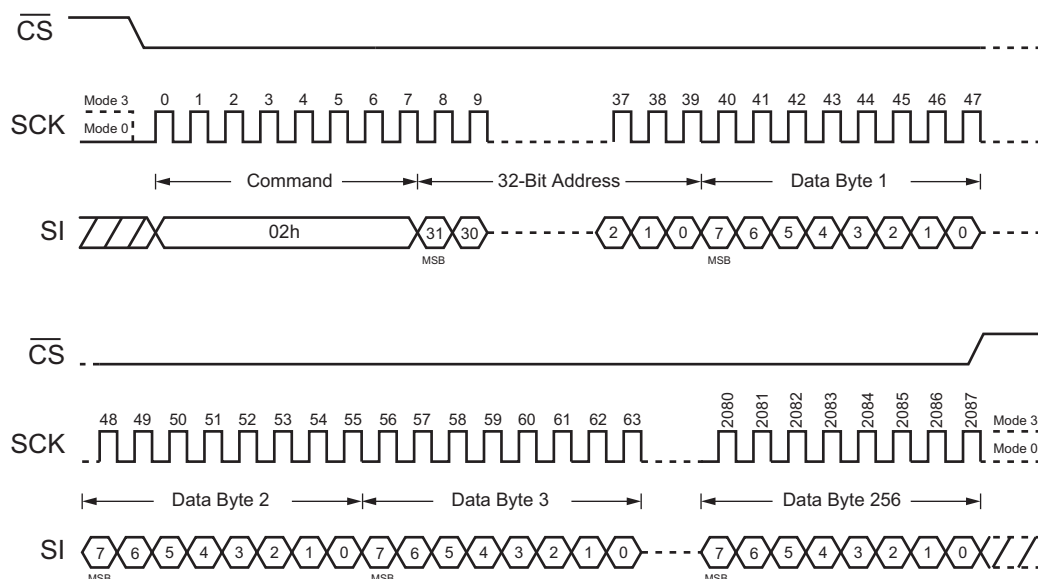 CS
Mode 3
Mode 0
SCK
0 1 2 3 4 5 6 7 8 9 37 38 39 40 41 42 43 44 45 46 47
Command 32-Bit Address Data Byte 1
SI
02h 31 30 2 1 0 7 6 5 4 3 2 1 0
MSB MSB
CS
48 49 50 51 52 53 54 55 56 57 58 59 60 61 62 63 2080 2081 2082 2083 2084 2085 2086 2087
SCK
Mode 3
Mode 0
Data Byte 2 Data Byte 3 Data Byte 256
SI
7 6 5 4 3 2 1 0 7 6 5 4 3 2 1 0 7 6 5 4 3 2 1 0
MSB MSB MSB